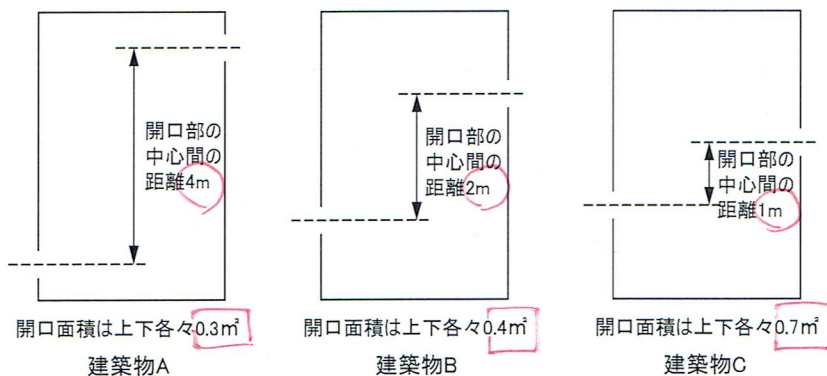 開口部の
中心間の
距離4m
開口面積は上下各々0.3㎡
建築物A
開口部の
中心間の
距離2m
開口面積は上下各々0.4㎡
建築物B
開口部の
中心間の
距離1m
開口面積は上下各々0.7㎡
建築物C